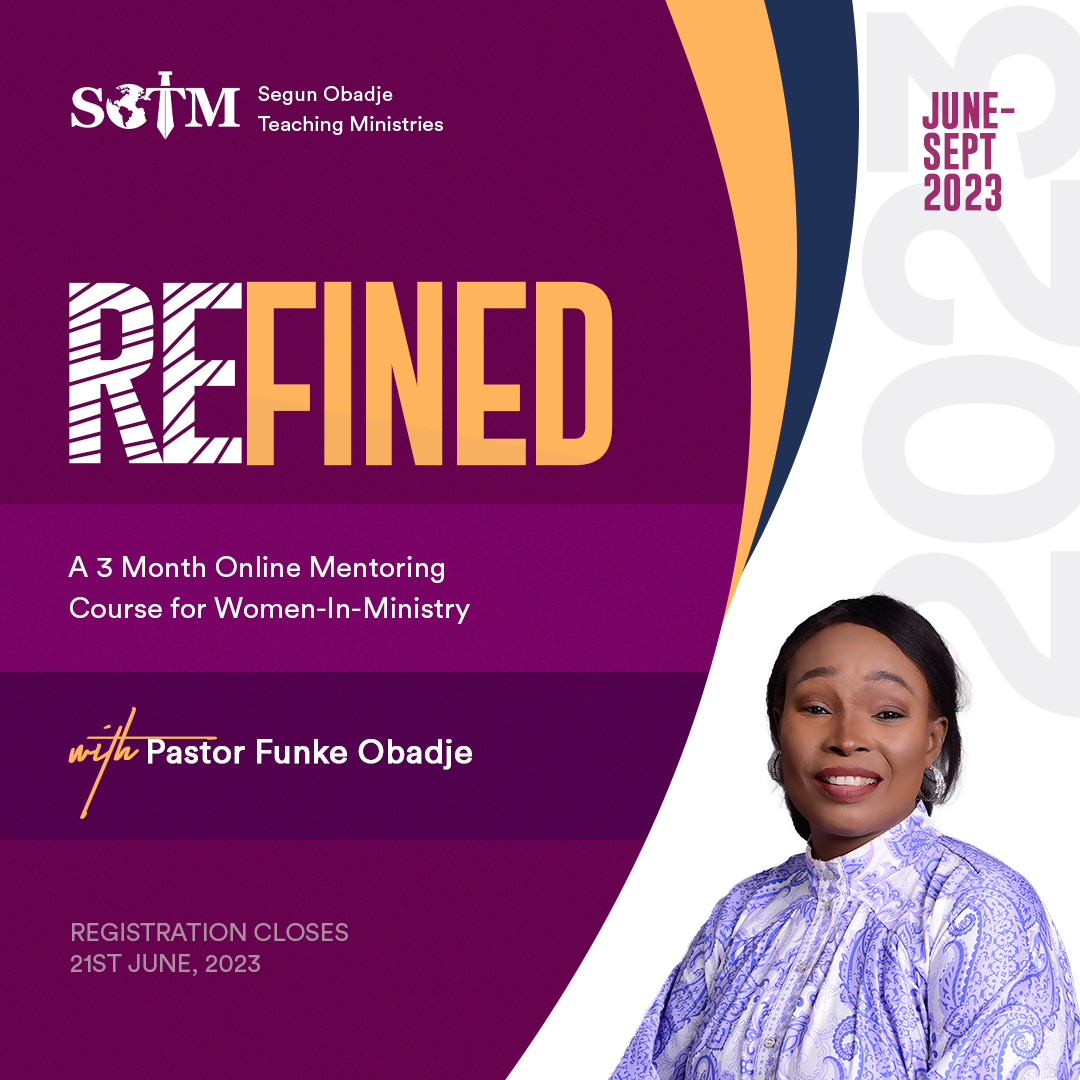 SOTM
Segun Obadje
Teaching Ministries
JUNE-
SEPT
2023
2023
REFINED
A 3 Month Online Mentoring
Course for Women-In-Ministry
with Pastor Funke Obadje
REGISTRATION CLOSES
21ST JUNE, 2023